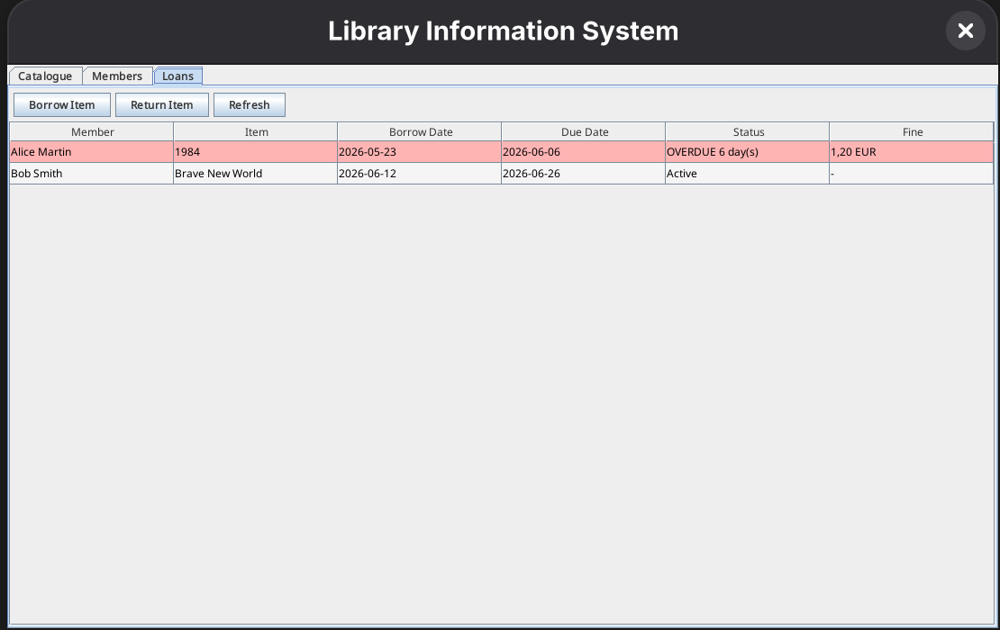 Library Information System
Catalogue Members Loans
Borrow Item Return Item Refresh
Member Item Borrow Date Due Date Status Fine
Alice Martin 1984 2026-05-23 2026-06-06 OVERDUE 6 day(s) 1,20 EUR
Bob Smith Brave New World 2026-06-12 2026-06-26 Active -